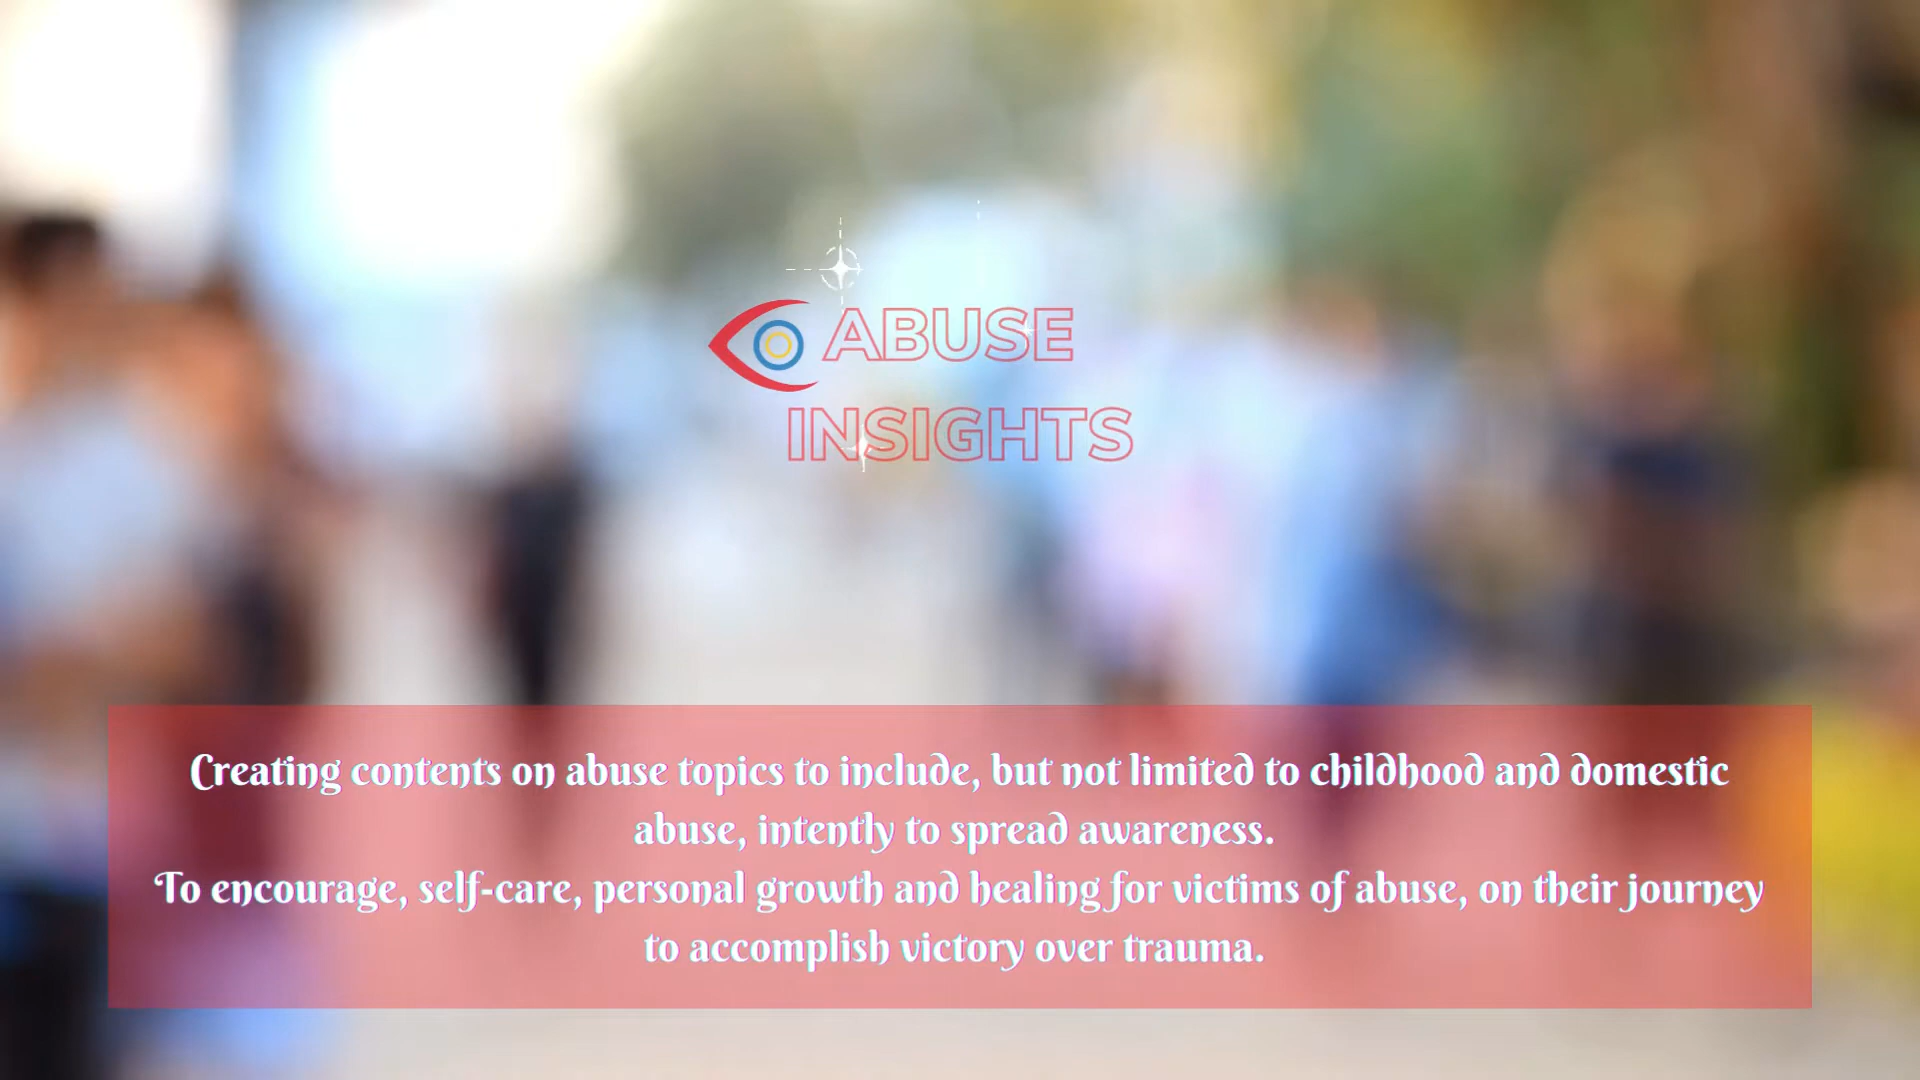 ABUSE
INSIGHTS
Creating contents on abuse topics to include, but not limited to childhood and domestic
abuse, intently to spread awareness.
To encourage, self-care, personal growth and healing for victims of abuse, on their journey
to accomplish victory over trauma.